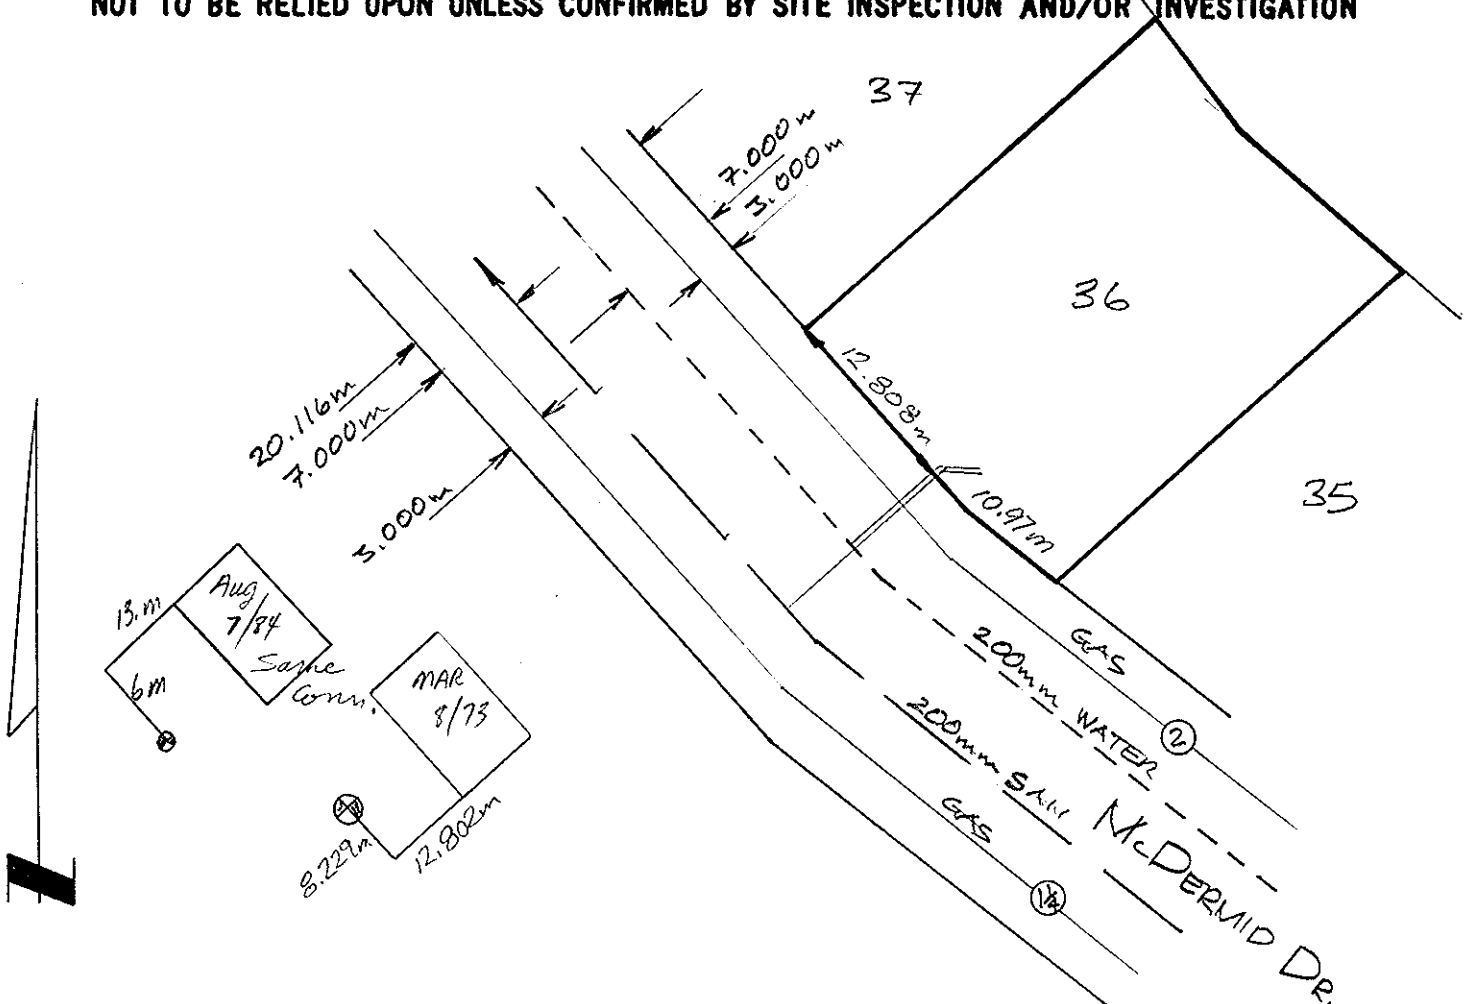 NOT TO BE RELIED UPON UNLESS CONFIRMED BY SITE INSPECTION AND/OR INVESTIGATION
37
7.000m
3.000m
36
12.808m
20.116m
7.000m
3.000m
35
10.97m
Aug
7/84
Same
Conn.
13.m
6m
MAR
8/73
8.229m
12.802m
GAS
200mm WATER
2
200mm SAN
GAS
McDERMID DR.